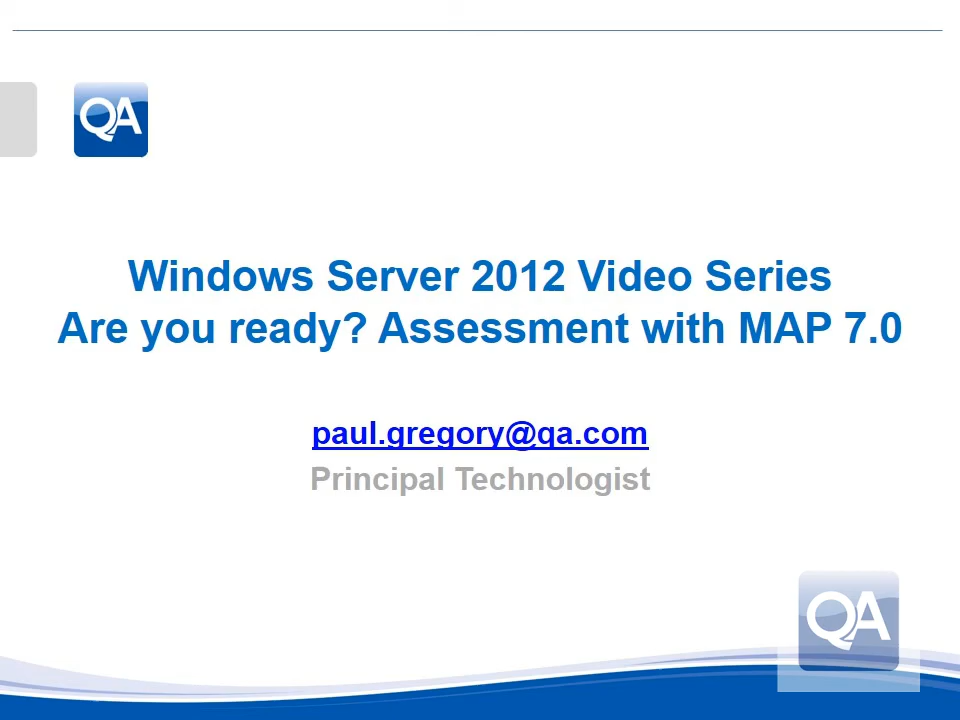 QA
Windows Server 2012 Video Series
Are you ready? Assessment with MAP 7.0
paul.gregory@qa.com
Principal Technologist
QA